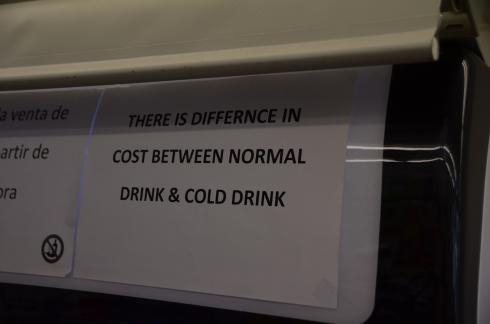 la venta de
artir de
ora
THERE IS DIFFERNCE IN
COST BETWEEN NORMAL
DRINK & COLD DRINK